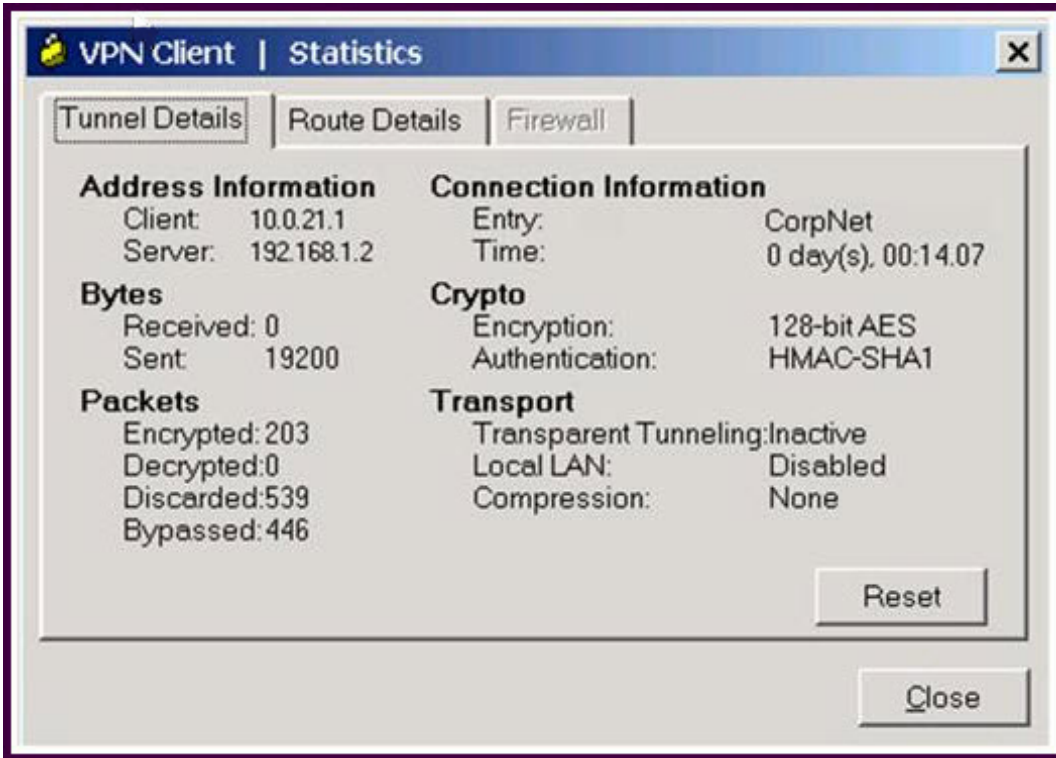 VPN Client | Statistics
Tunnel Details Route Details Firewall
Address Information
Client: 10.0.21.1
Server: 192.168.1.2
Bytes
Received: 0
Sent: 19200
Packets
Encrypted: 203
Decrypted: 0
Discarded: 539
Bypassed: 446
Connection Information
Entry: CorpNet
Time: 0 day(s), 00:14.07
Crypto
Encryption: 128-bit AES
Authentication: HMAC-SHA1
Transport
Transparent Tunneling: Inactive
Local LAN: Disabled
Compression: None
Reset
Close